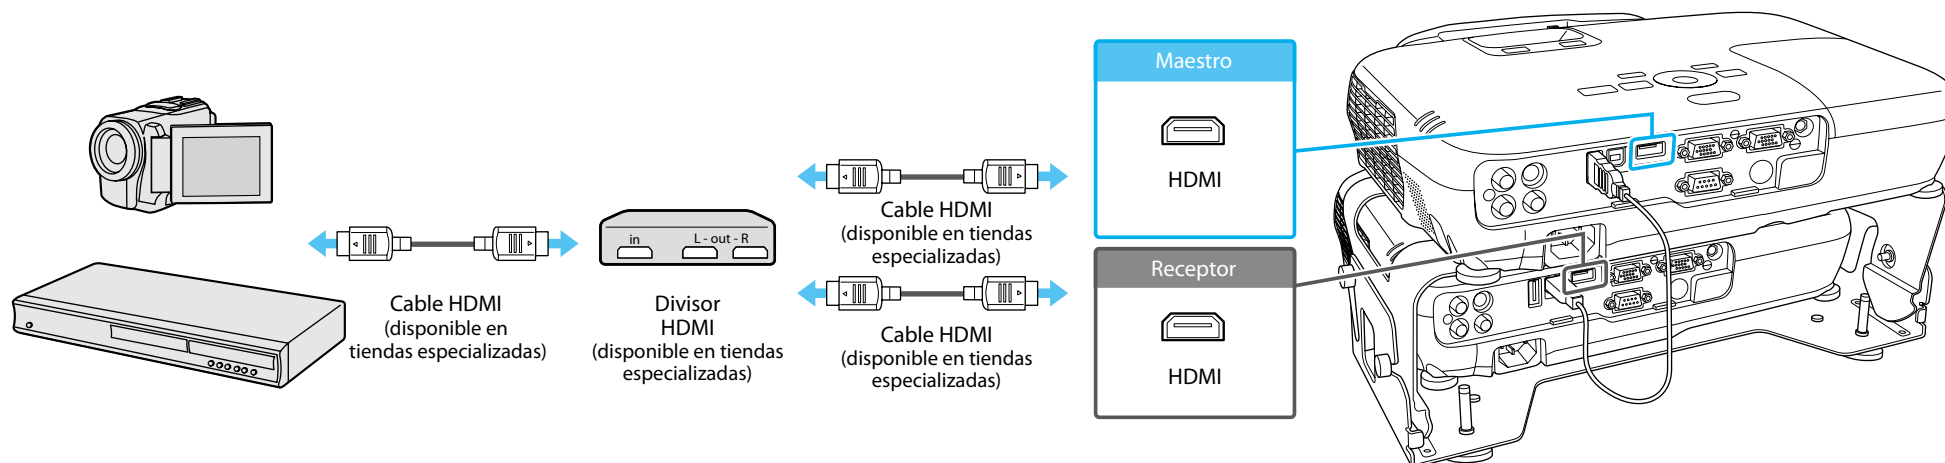 Cable HDMI
(disponible en
tiendas especializadas)
in
L - out - R
Divisor
HDMI
(disponible en tiendas
especializadas)
Cable HDMI
(disponible en tiendas
especializadas)
Cable HDMI
(disponible en tiendas
especializadas)
Maestro
HDMI
Receptor
HDMI